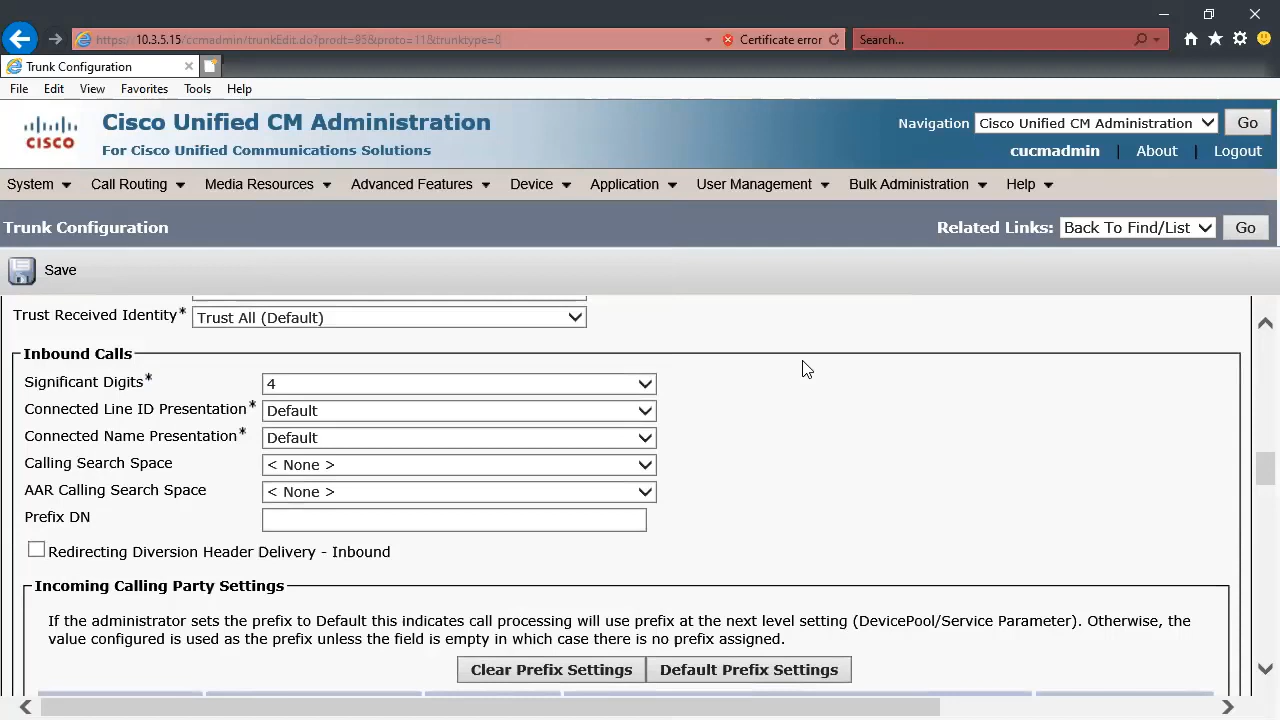 https://10.3.5.15/ccmadmin/trunkEdit.do?prodt=95&proto=11&trunktype=0
Certificate error
Search...
Trunk Configuration
File Edit View Favorites Tools Help
CISCO
Cisco Unified CM Administration
For Cisco Unified Communications Solutions
Navigation
Cisco Unified CM Administration
Go
cucmadmin | About | Logout
System Call Routing Media Resources Advanced Features Device Application User Management Bulk Administration Help
Trunk Configuration
Related Links:
Back To Find/List
Go
Save
Trust Received Identity*
Trust All (Default)
Inbound Calls
Significant Digits*
4
Connected Line ID Presentation*
Default
Connected Name Presentation*
Default
Calling Search Space
< None >
AAR Calling Search Space
< None >
Prefix DN
Redirecting Diversion Header Delivery - Inbound
Incoming Calling Party Settings
If the administrator sets the prefix to Default this indicates call processing will use prefix at the next level setting (DevicePool/Service Parameter). Otherwise, the
value configured is used as the prefix unless the field is empty in which case there is no prefix assigned.
Clear Prefix Settings
Default Prefix Settings